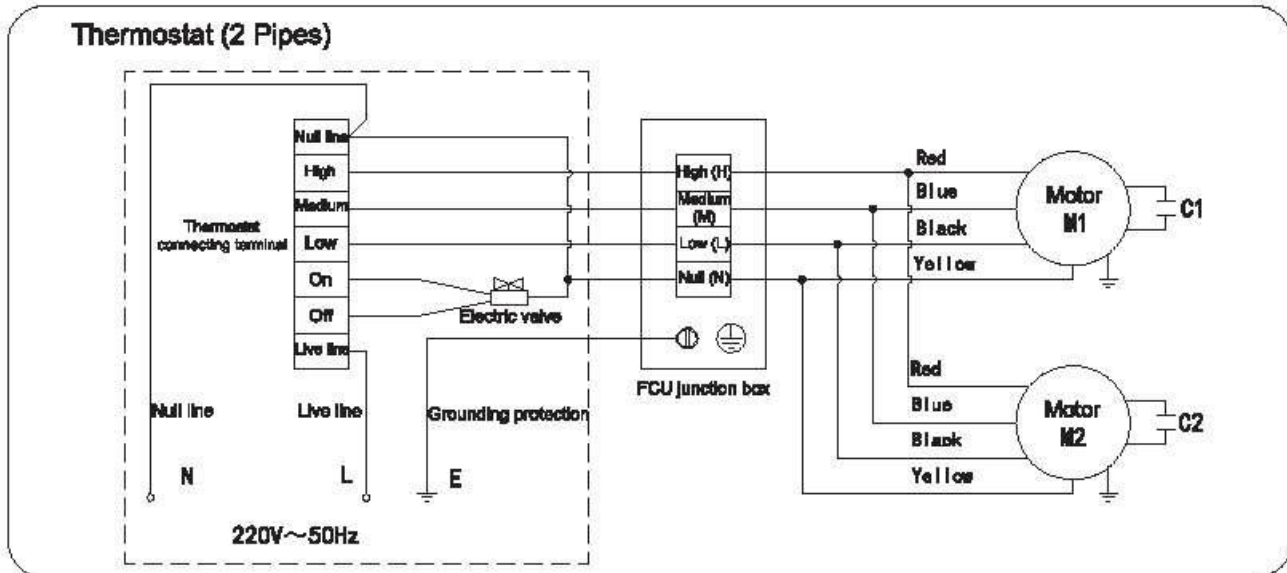 Thermostat (2 Pipes)
Null line
High
Medium
Low
On
Off
Live line
Thermostat
connecting terminal
Electric valve
Null line
Live line
Grounding protection
N
L
E
220V～50Hz
High (H)
Medium
(M)
Low (L)
Null (N)
FCU junction box
Red
Blue
Black
Yellow
Motor
M1
C1
Red
Blue
Black
Yellow
Motor
M2
C2